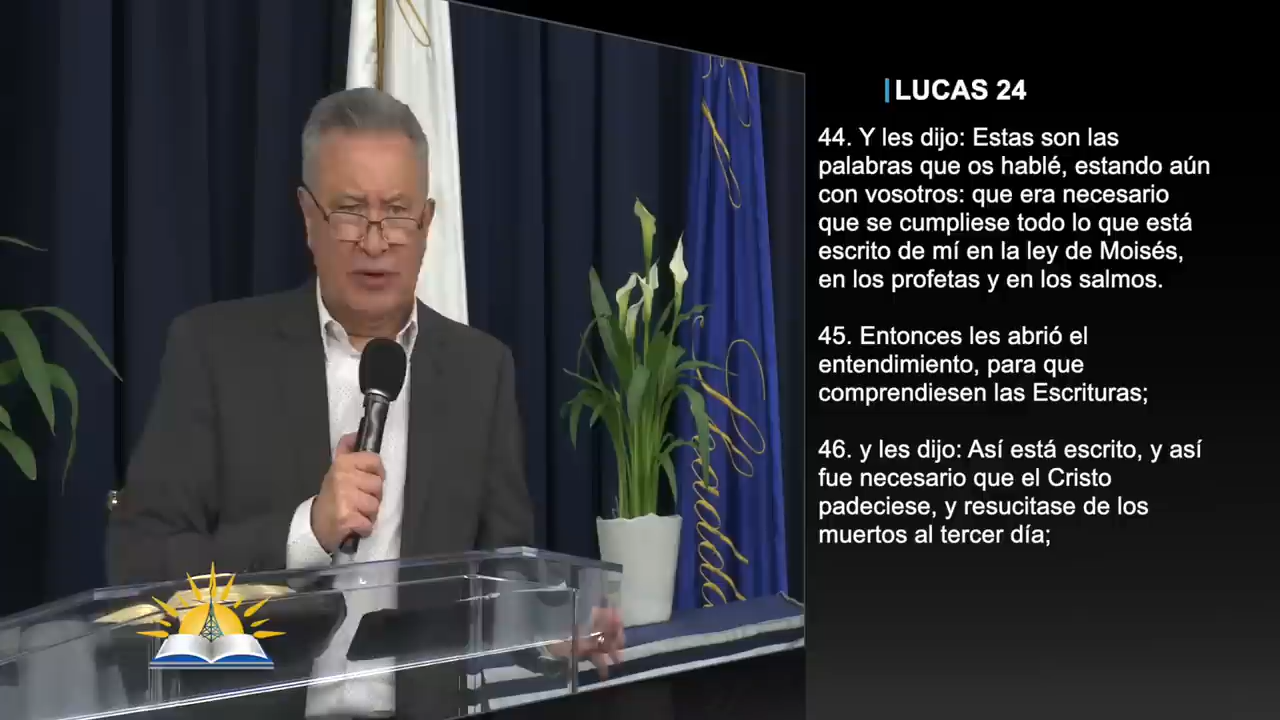 LUCAS 24
44. Y les dijo: Estas son las
palabras que os hablé, estando aún
con vosotros: que era necesario
que se cumpliese todo lo que está
escrito de mí en la ley de Moisés,
en los profetas y en los salmos.
45. Entonces les abrió el
entendimiento, para que
comprendiesen las Escrituras;
46. y les dijo: Así está escrito, y así
fue necesario que el Cristo
padeciese, y resucitase de los
muertos al tercer día;